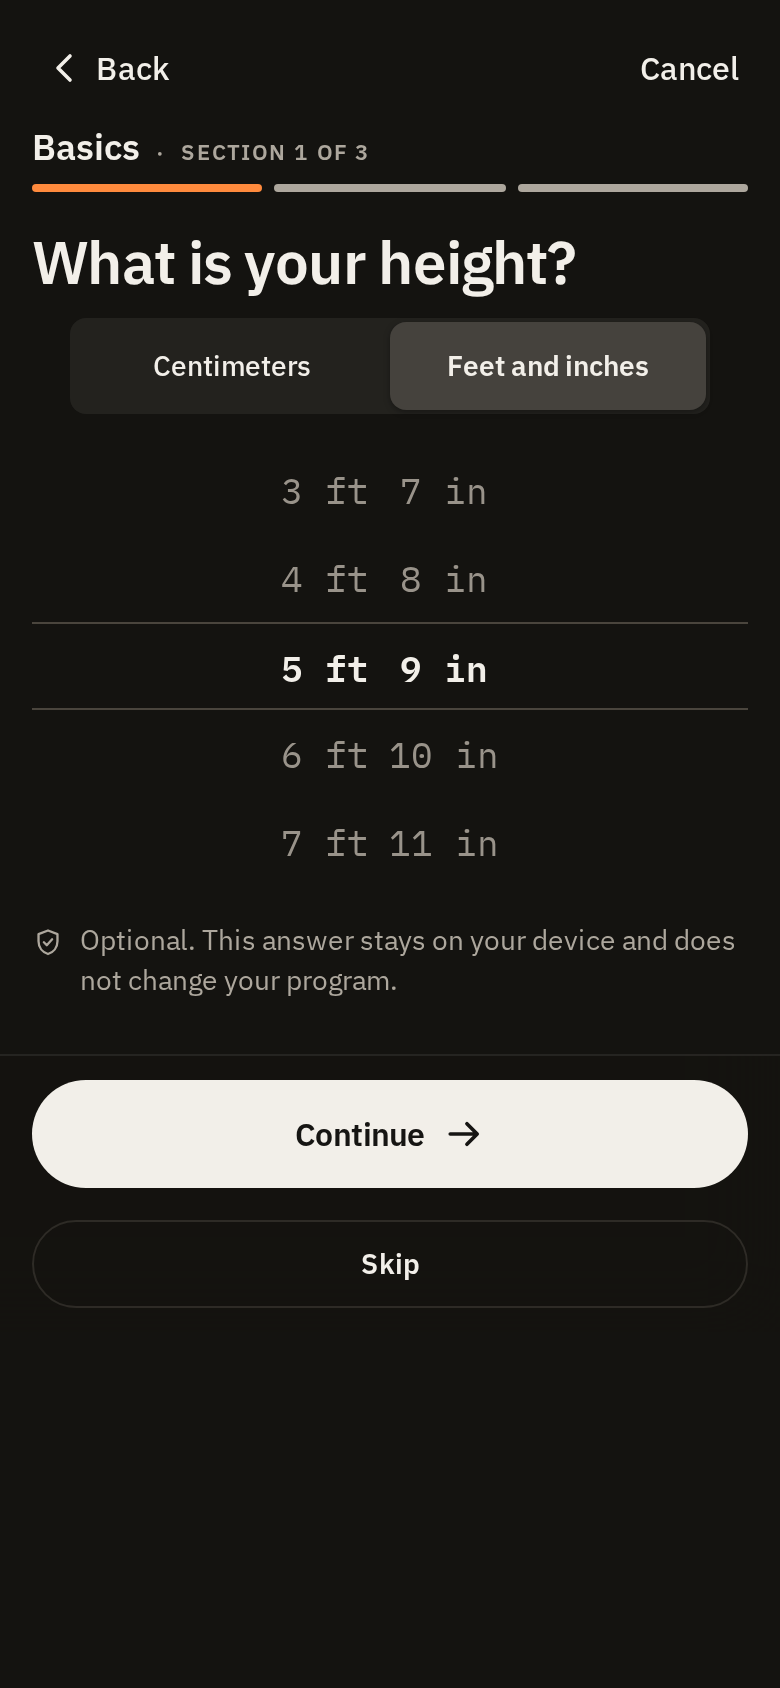 Back Cancel
Basics · SECTION 1 OF 3
What is your height?
Centimeters Feet and inches
3 ft 7 in
4 ft 8 in
5 ft 9 in
6 ft 10 in
7 ft 11 in
Optional. This answer stays on your device and does
not change your program.
Continue →
Skip